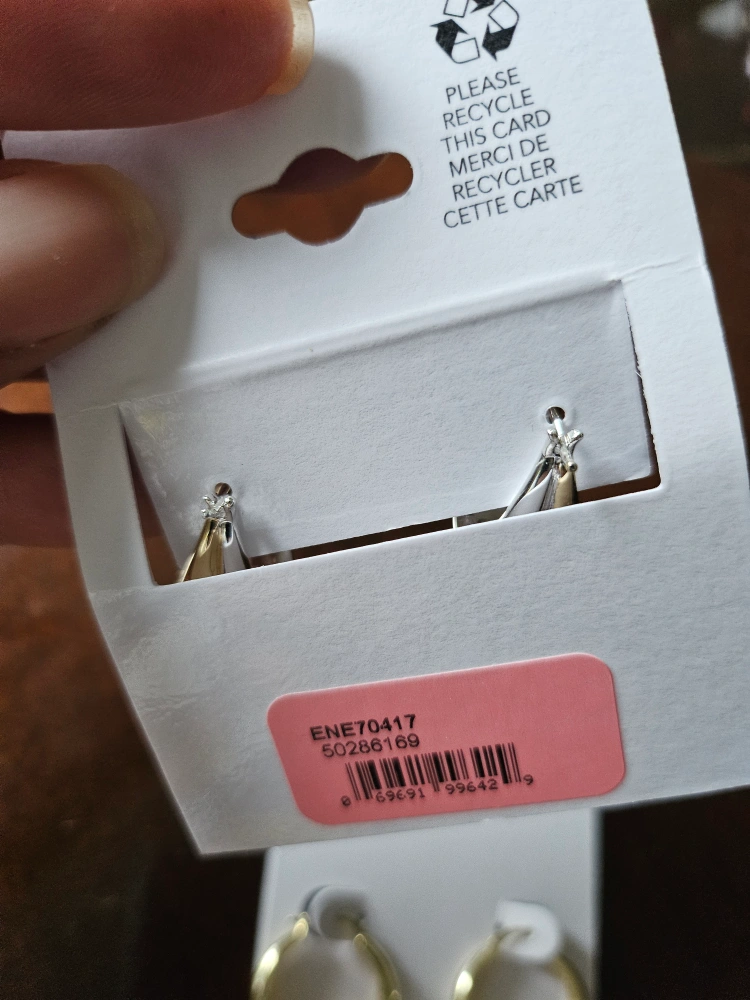 PLEASE
RECYCLE
THIS CARD
MERCI DE
RECYCLER
CETTE CARTE
ENE70417
50286169
0 69691 99642 9